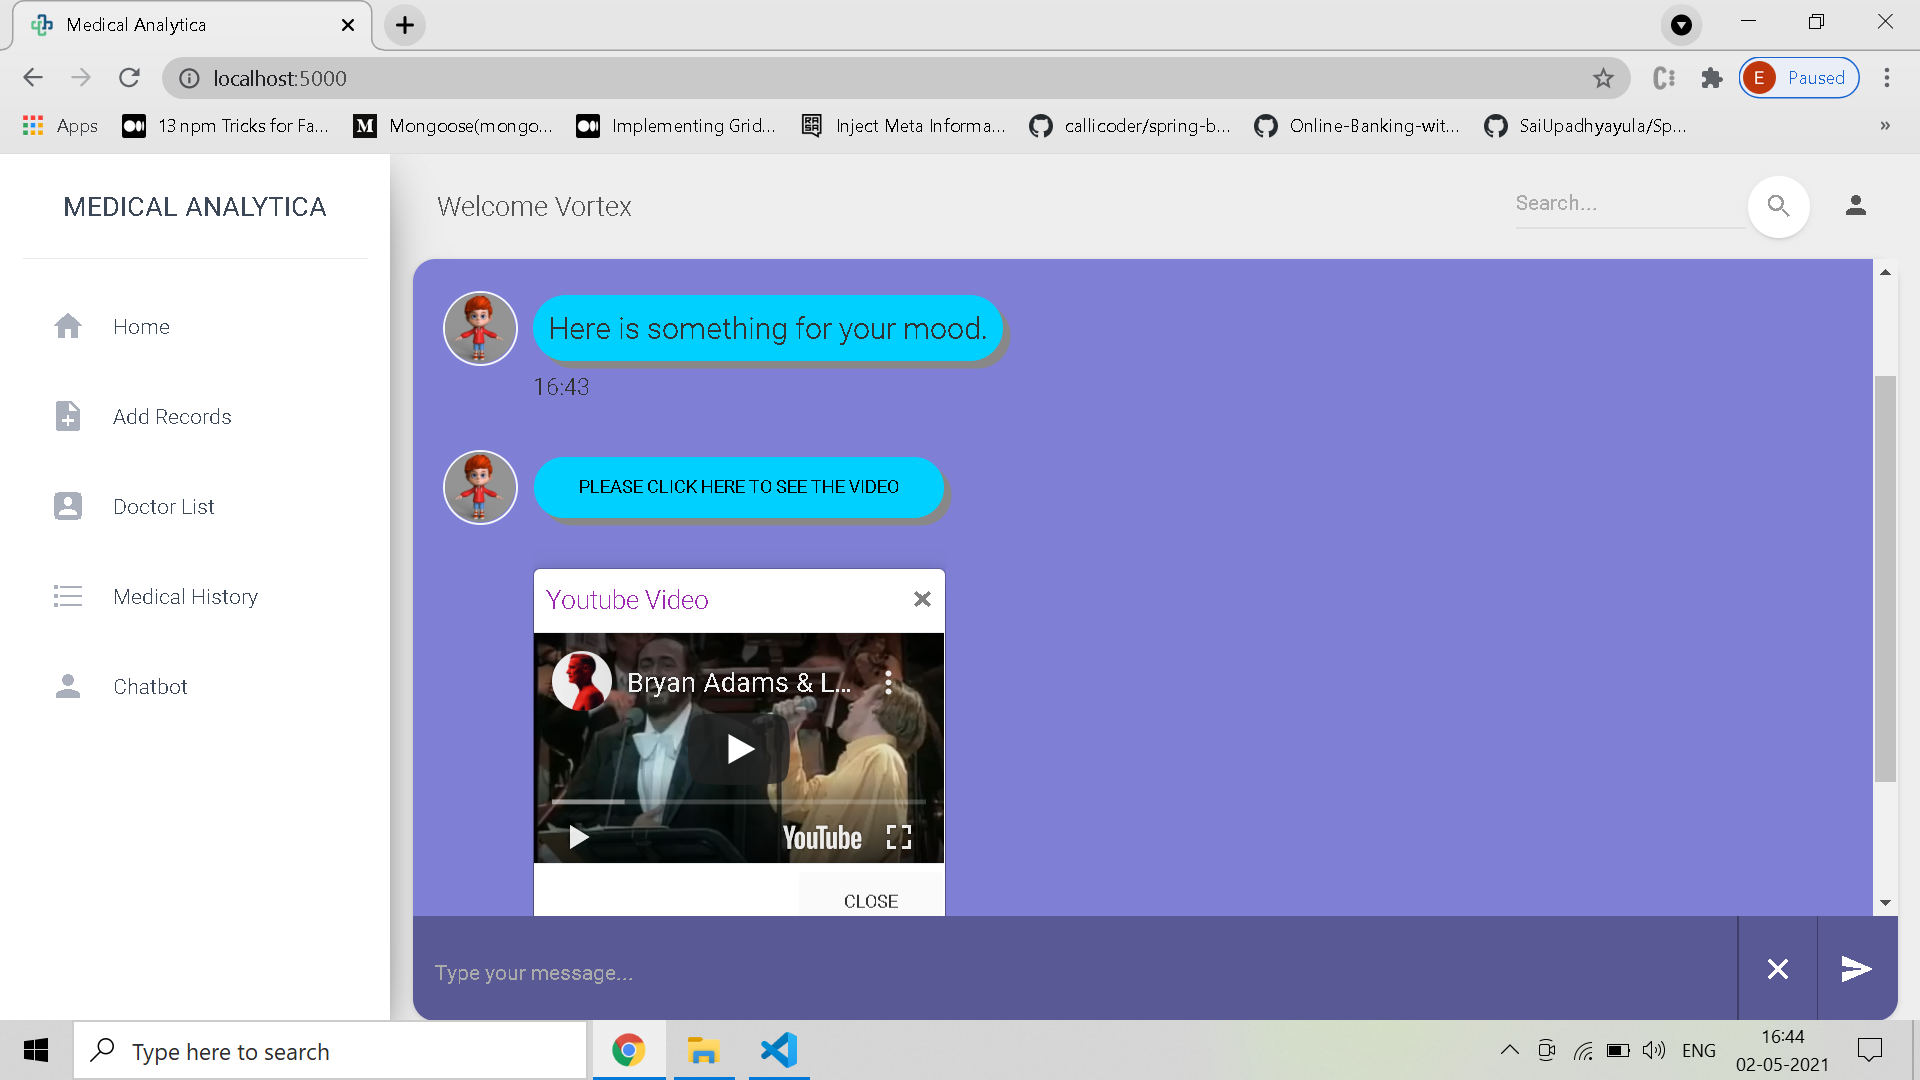 Medical Analytica
localhost:5000
E Paused
Apps 13 npm Tricks for Fa... M Mongoose(mongo... Implementing Grid... Inject Meta Informa... callicoder/spring-b... Online-Banking-wit... SaiUpadhyayula/Sp... »
MEDICAL ANALYTICA
Home
Add Records
Doctor List
Medical History
Chatbot
Welcome Vortex
Search...
Here is something for your mood.
16:43
PLEASE CLICK HERE TO SEE THE VIDEO
Youtube Video
Bryan Adams & L...
YouTube
CLOSE
Type your message...
Type here to search
ENG
16:44
02-05-2021